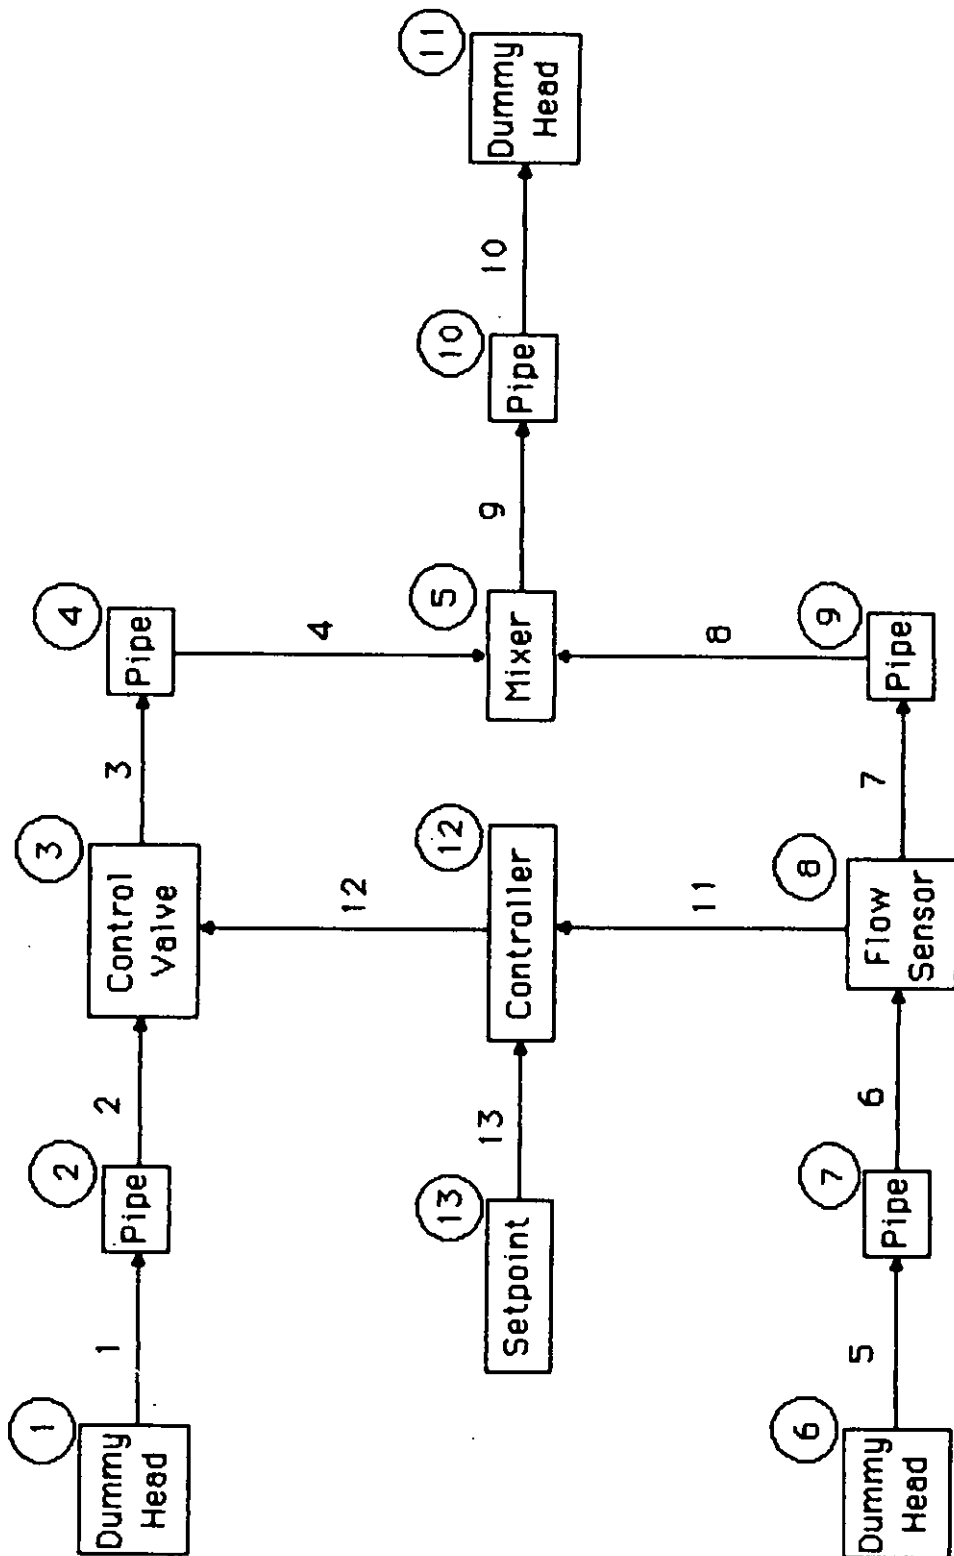 1
Dummy
Head
1
2
Pipe
2
3
Control
Valve
3
4
Pipe
4
13
Setpoint
13
12
Controller
12
11
5
Mixer
9
10
Pipe
10
11
Dummy
Head
6
Dummy
Head
5
7
Pipe
6
8
Flow
Sensor
7
9
Pipe
8